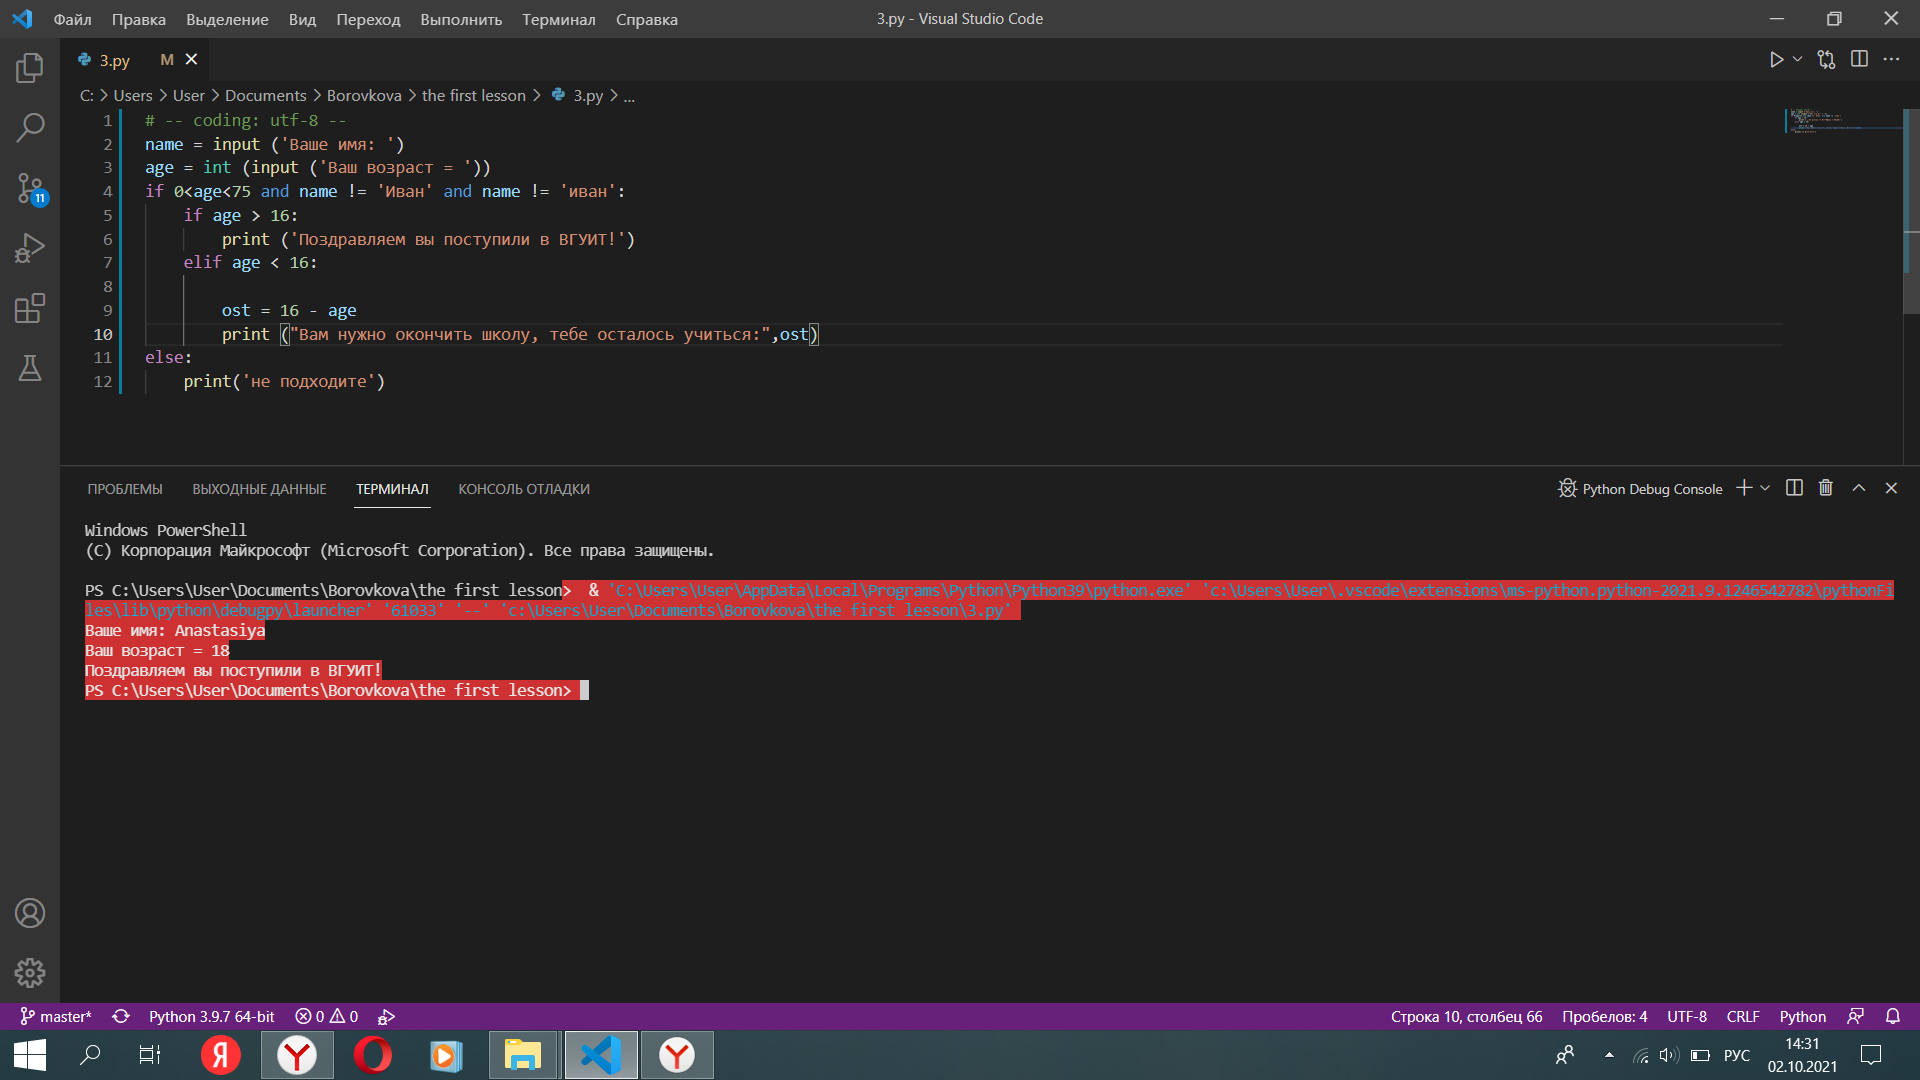 Файл Правка Выделение Вид Переход Выполнить Терминал Справка 3.py - Visual Studio Code
3.py M
C: Users User Documents Borovkova the first lesson 3.py ...
1 # -- coding: utf-8 --
2 name = input ('Ваше имя: ')
3 age = int (input ('Ваш возраст = '))
4 if 0<age<75 and name != 'Иван' and name != 'иван':
5 if age > 16:
6 print ('Поздравляем вы поступили в ВГУИТ!')
7 elif age < 16:
8
9 ost = 16 - age
10 print ("Вам нужно окончить школу, тебе осталось учиться:",ost)
11 else:
12 print('не подходите')
11
ПРОБЛЕМЫ ВЫХОДНЫЕ ДАННЫЕ ТЕРМИНАЛ КОНСОЛЬ ОТЛАДКИ Python Debug Console
Windows PowerShell
(C) Корпорация Майкрософт (Microsoft Corporation). Все права защищены.
PS C:\Users\User\Documents\Borovkova\the first lesson>  & 'C:\Users\User\AppData\Local\Programs\Python\Python39\python.exe' 'c:\Users\User\.vscode\extensions\ms-python.python-2021.9.1246542782\pythonFi
les\lib\python\debugpy\launcher' '61033' '--' 'c:\Users\User\Documents\Borovkova\the first lesson\3.py'
Ваше имя: Anastasiya
Ваш возраст = 18
Поздравляем вы поступили в ВГУИТ!
PS C:\Users\User\Documents\Borovkova\the first lesson>
master* Python 3.9.7 64-bit 0 0 Строка 10, столбец 66 Пробелов: 4 UTF-8 CRLF Python
Я Y Y РУС 14:31
02.10.2021